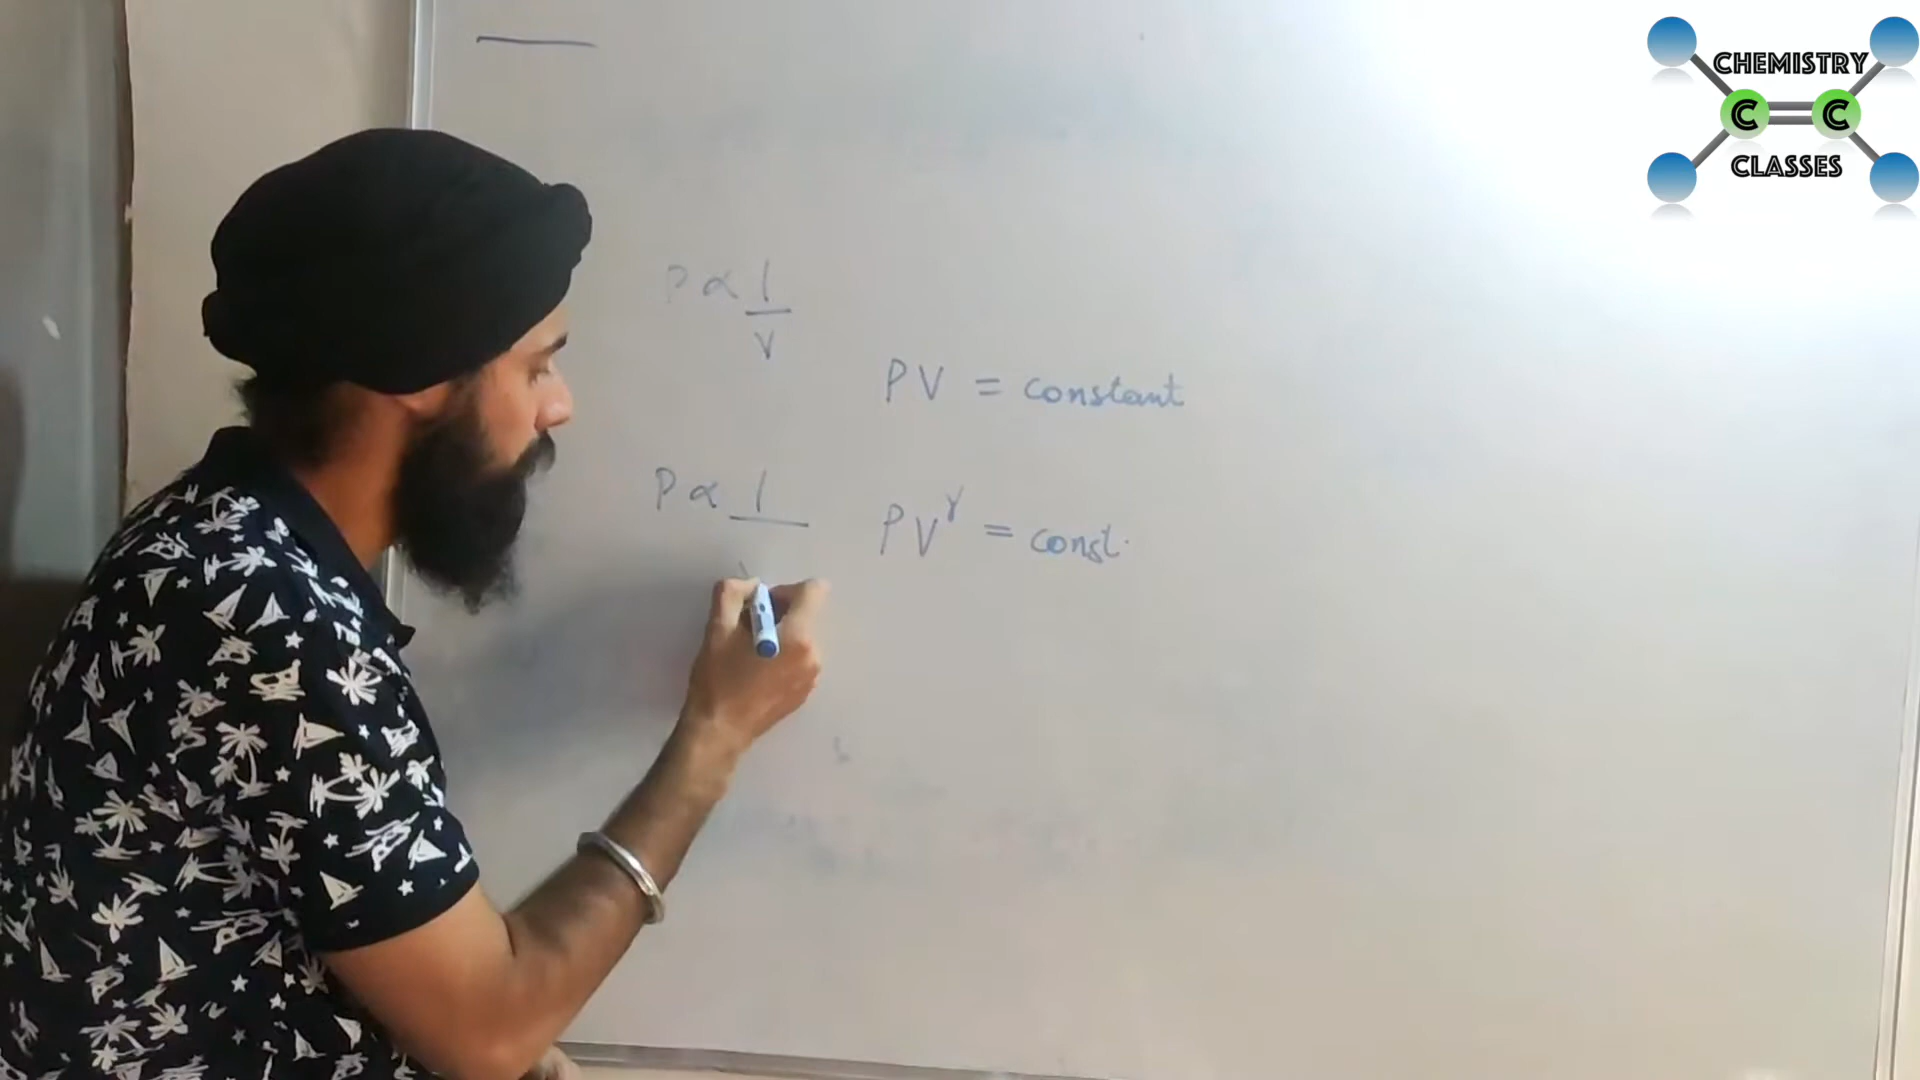 CHEMISTRY
C C
CLASSES
P ∝ 1
V
PV = constant
P ∝ 1
PV^γ = const.